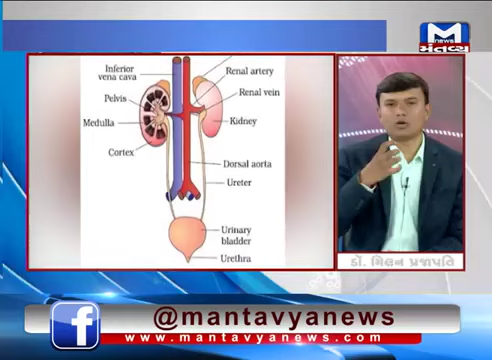 M
news
મંતવ્ય
Inferior
vena cava
Pelvis
Medulla
Cortex
Renal artery
Renal vein
Kidney
Dorsal aorta
Ureter
Urinary
bladder
Urethra
ડૉ. મિલન પ્રજાપતિ
f
@mantavyanews
www.mantavyanews.com